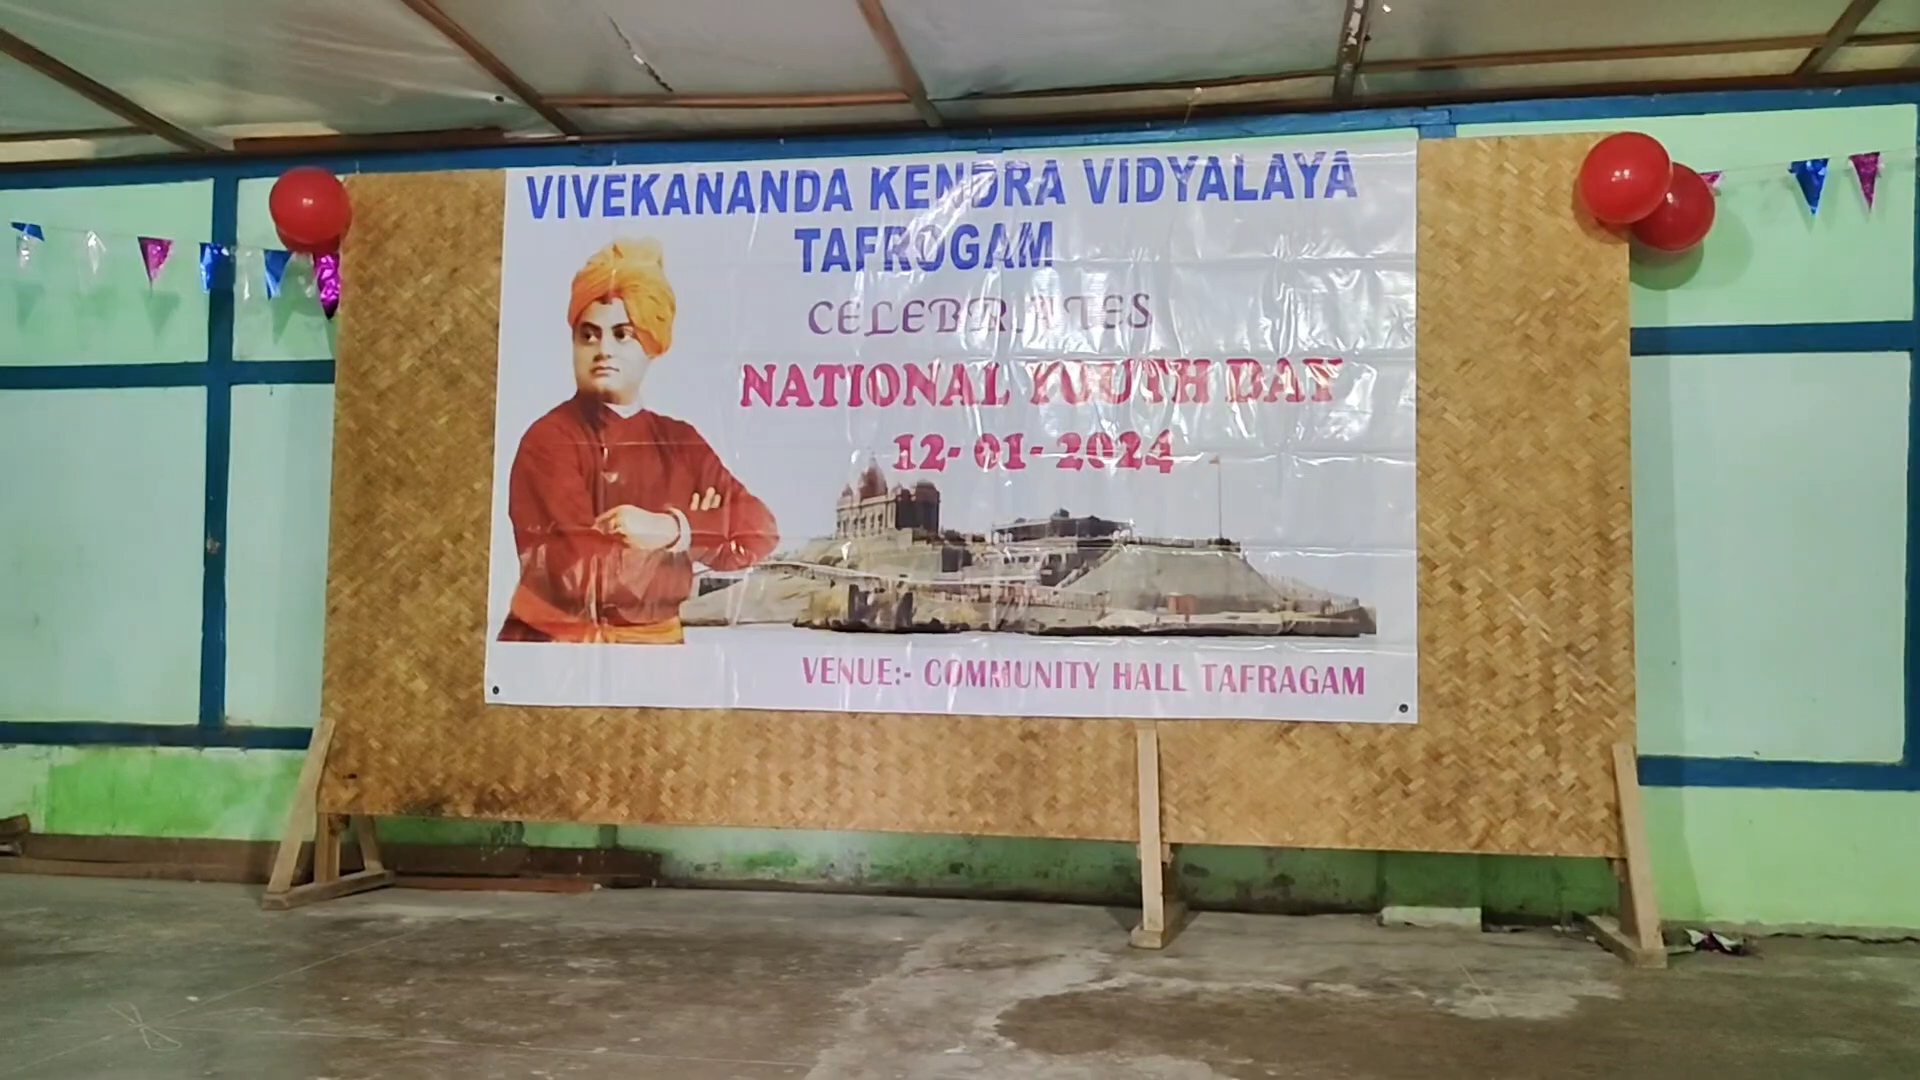 VIVEKANANDA KENDRA VIDYALAYA
TAFROGAM
CELEBRATES
NATIONAL YOUTH DAY
12-01-2024
VENUE:- COMMUNITY HALL TAFRAGAM